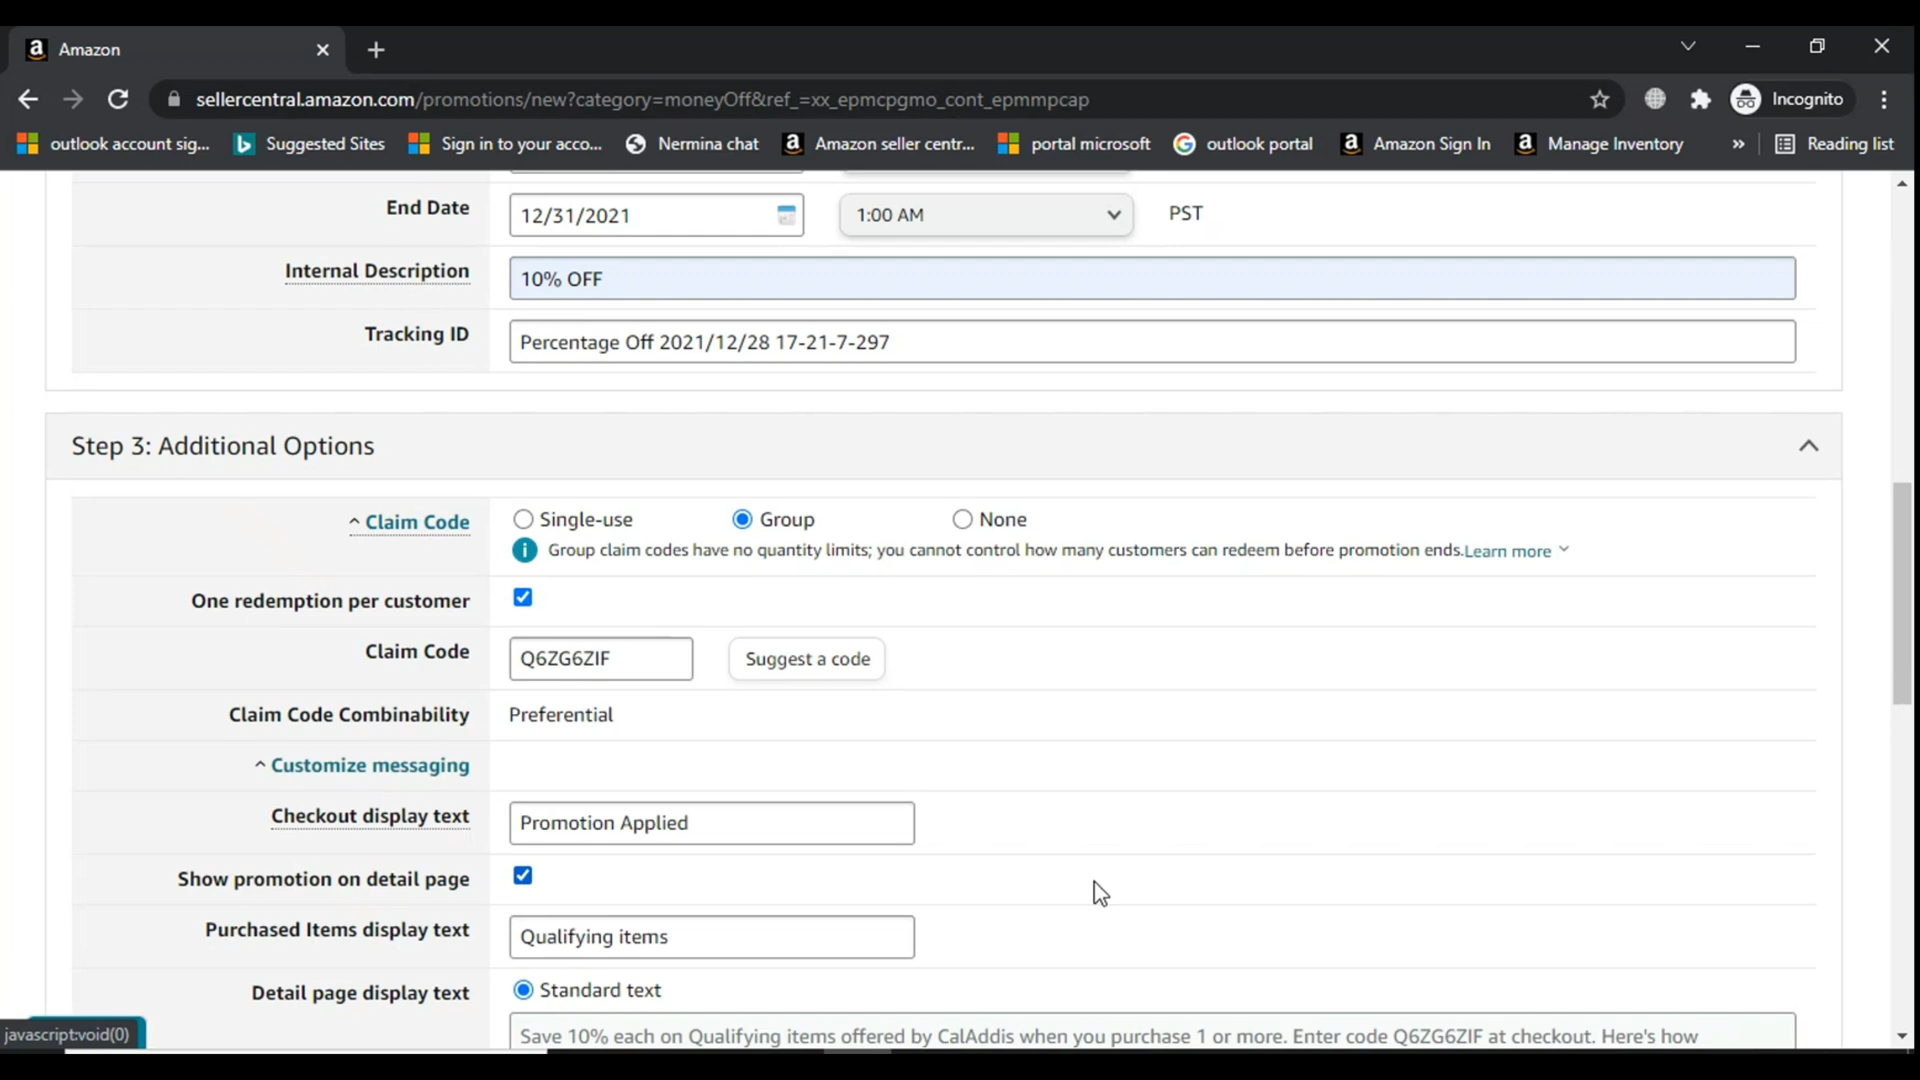 Amazon
sellercentral.amazon.com/promotions/new?category=moneyOff&ref_=xx_epmcpgmo_cont_epmmpcap
Incognito
outlook account sig...
Suggested Sites
Sign in to your acco...
Nermina chat
Amazon seller centr...
portal microsoft
outlook portal
Amazon Sign In
Manage Inventory
»
Reading list
End Date
12/31/2021
1:00 AM
PST
Internal Description
10% OFF
Tracking ID
Percentage Off 2021/12/28 17-21-7-297
Step 3: Additional Options
Claim Code
Single-use
Group
None
Group claim codes have no quantity limits; you cannot control how many customers can redeem before promotion ends.Learn more
One redemption per customer
Claim Code
Q6ZG6ZIF
Suggest a code
Claim Code Combinability
Preferential
Customize messaging
Checkout display text
Promotion Applied
Show promotion on detail page
Purchased Items display text
Qualifying items
Detail page display text
Standard text
javascript:void(0)
Save 10% each on Qualifying items offered by CalAddis when you purchase 1 or more. Enter code Q6ZG6ZIF at checkout. Here's how